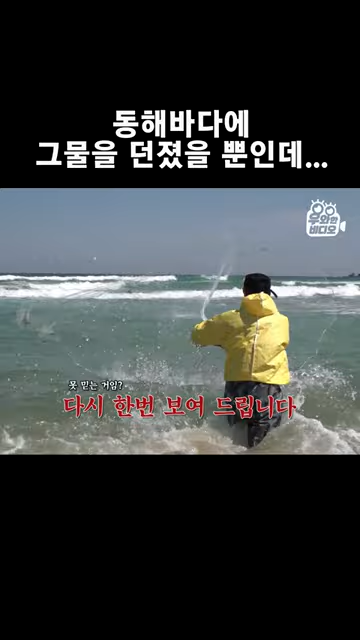 동해바다에
그물을 던졌을 뿐인데...
우와한
비디오
못 믿는 거임?
다시 한번 보여 드립니다